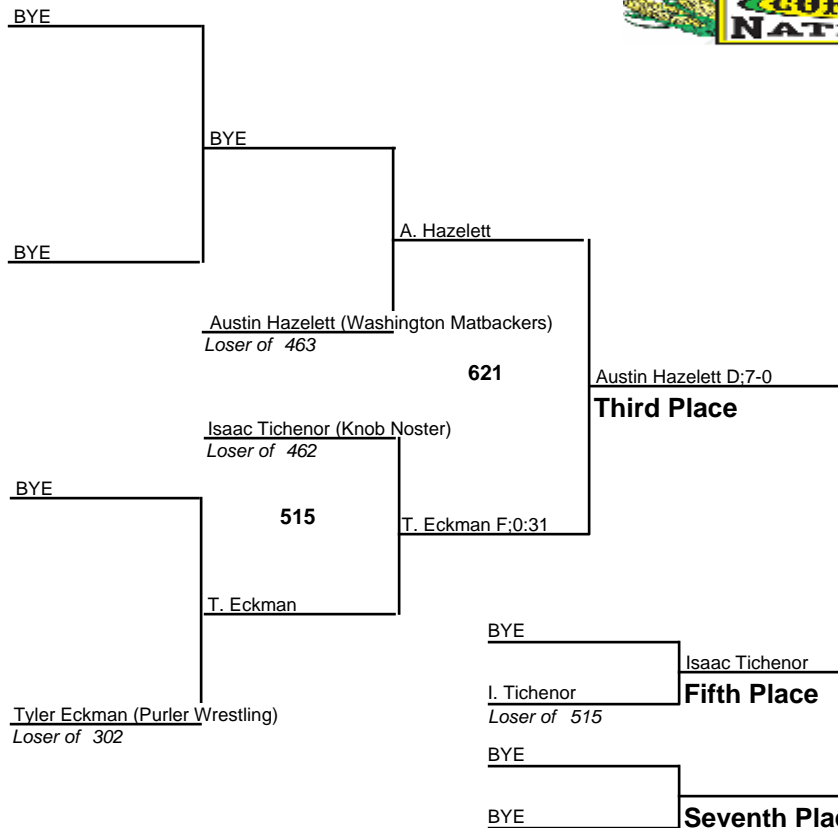 BYE
BYE
BYE
A. Hazelett
Austin Hazelett (Washington Matbackers)
Loser of 463
621
Austin Hazelett D;7-0
Third Place
Isaac Tichenor (Knob Noster)
Loser of 462
BYE
515
T. Eckman F;0:31
T. Eckman
Tyler Eckman (Purler Wrestling)
Loser of 302
BYE
Isaac Tichenor
Fifth Place
I. Tichenor
Loser of 515
BYE
BYE
Seventh